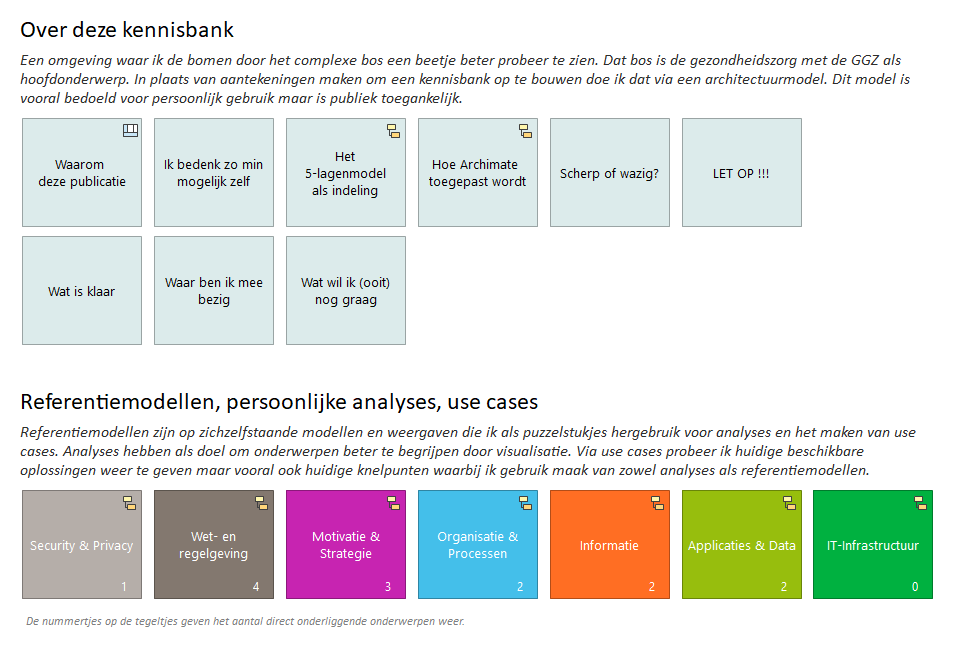 Over deze kennisbank
Een omgeving waar ik de bomen door het complexe bos een beetje beter probeer te zien. Dat bos is de gezondheidszorg met de GGZ als
hoofdonderwerp. In plaats van aantekeningen maken om een kennisbank op te bouwen doe ik dat via een architectuurmodel. Dit model is
vooral bedoeld voor persoonlijk gebruik maar is publiek toegankelijk.
Waarom
deze publicatie
Ik bedenk zo min
mogelijk zelf
Het
5-lagenmodel
als indeling
Hoe Archimate
toegepast wordt
Scherp of wazig?
LET OP !!!
Wat is klaar
Waar ben ik mee
bezig
Wat wil ik (ooit)
nog graag
Referentiemodellen, persoonlijke analyses, use cases
Referentiemodellen zijn op zichzelfstaande modellen en weergaven die ik als puzzelstukjes hergebruik voor analyses en het maken van use
cases. Analyses hebben als doel om onderwerpen beter te begrijpen door visualisatie. Via use cases probeer ik huidige beschikbare
oplossingen weer te geven maar vooral ook huidige knelpunten waarbij ik gebruik maak van zowel analyses als referentiemodellen.
Security & Privacy
1
Wet- en
regelgeving
4
Motivatie &
Strategie
3
Organisatie &
Processen
2
Informatie
2
Applicaties & Data
2
IT-Infrastructuur
0
De nummertjes op de tegeltjes geven het aantal direct onderliggende onderwerpen weer.